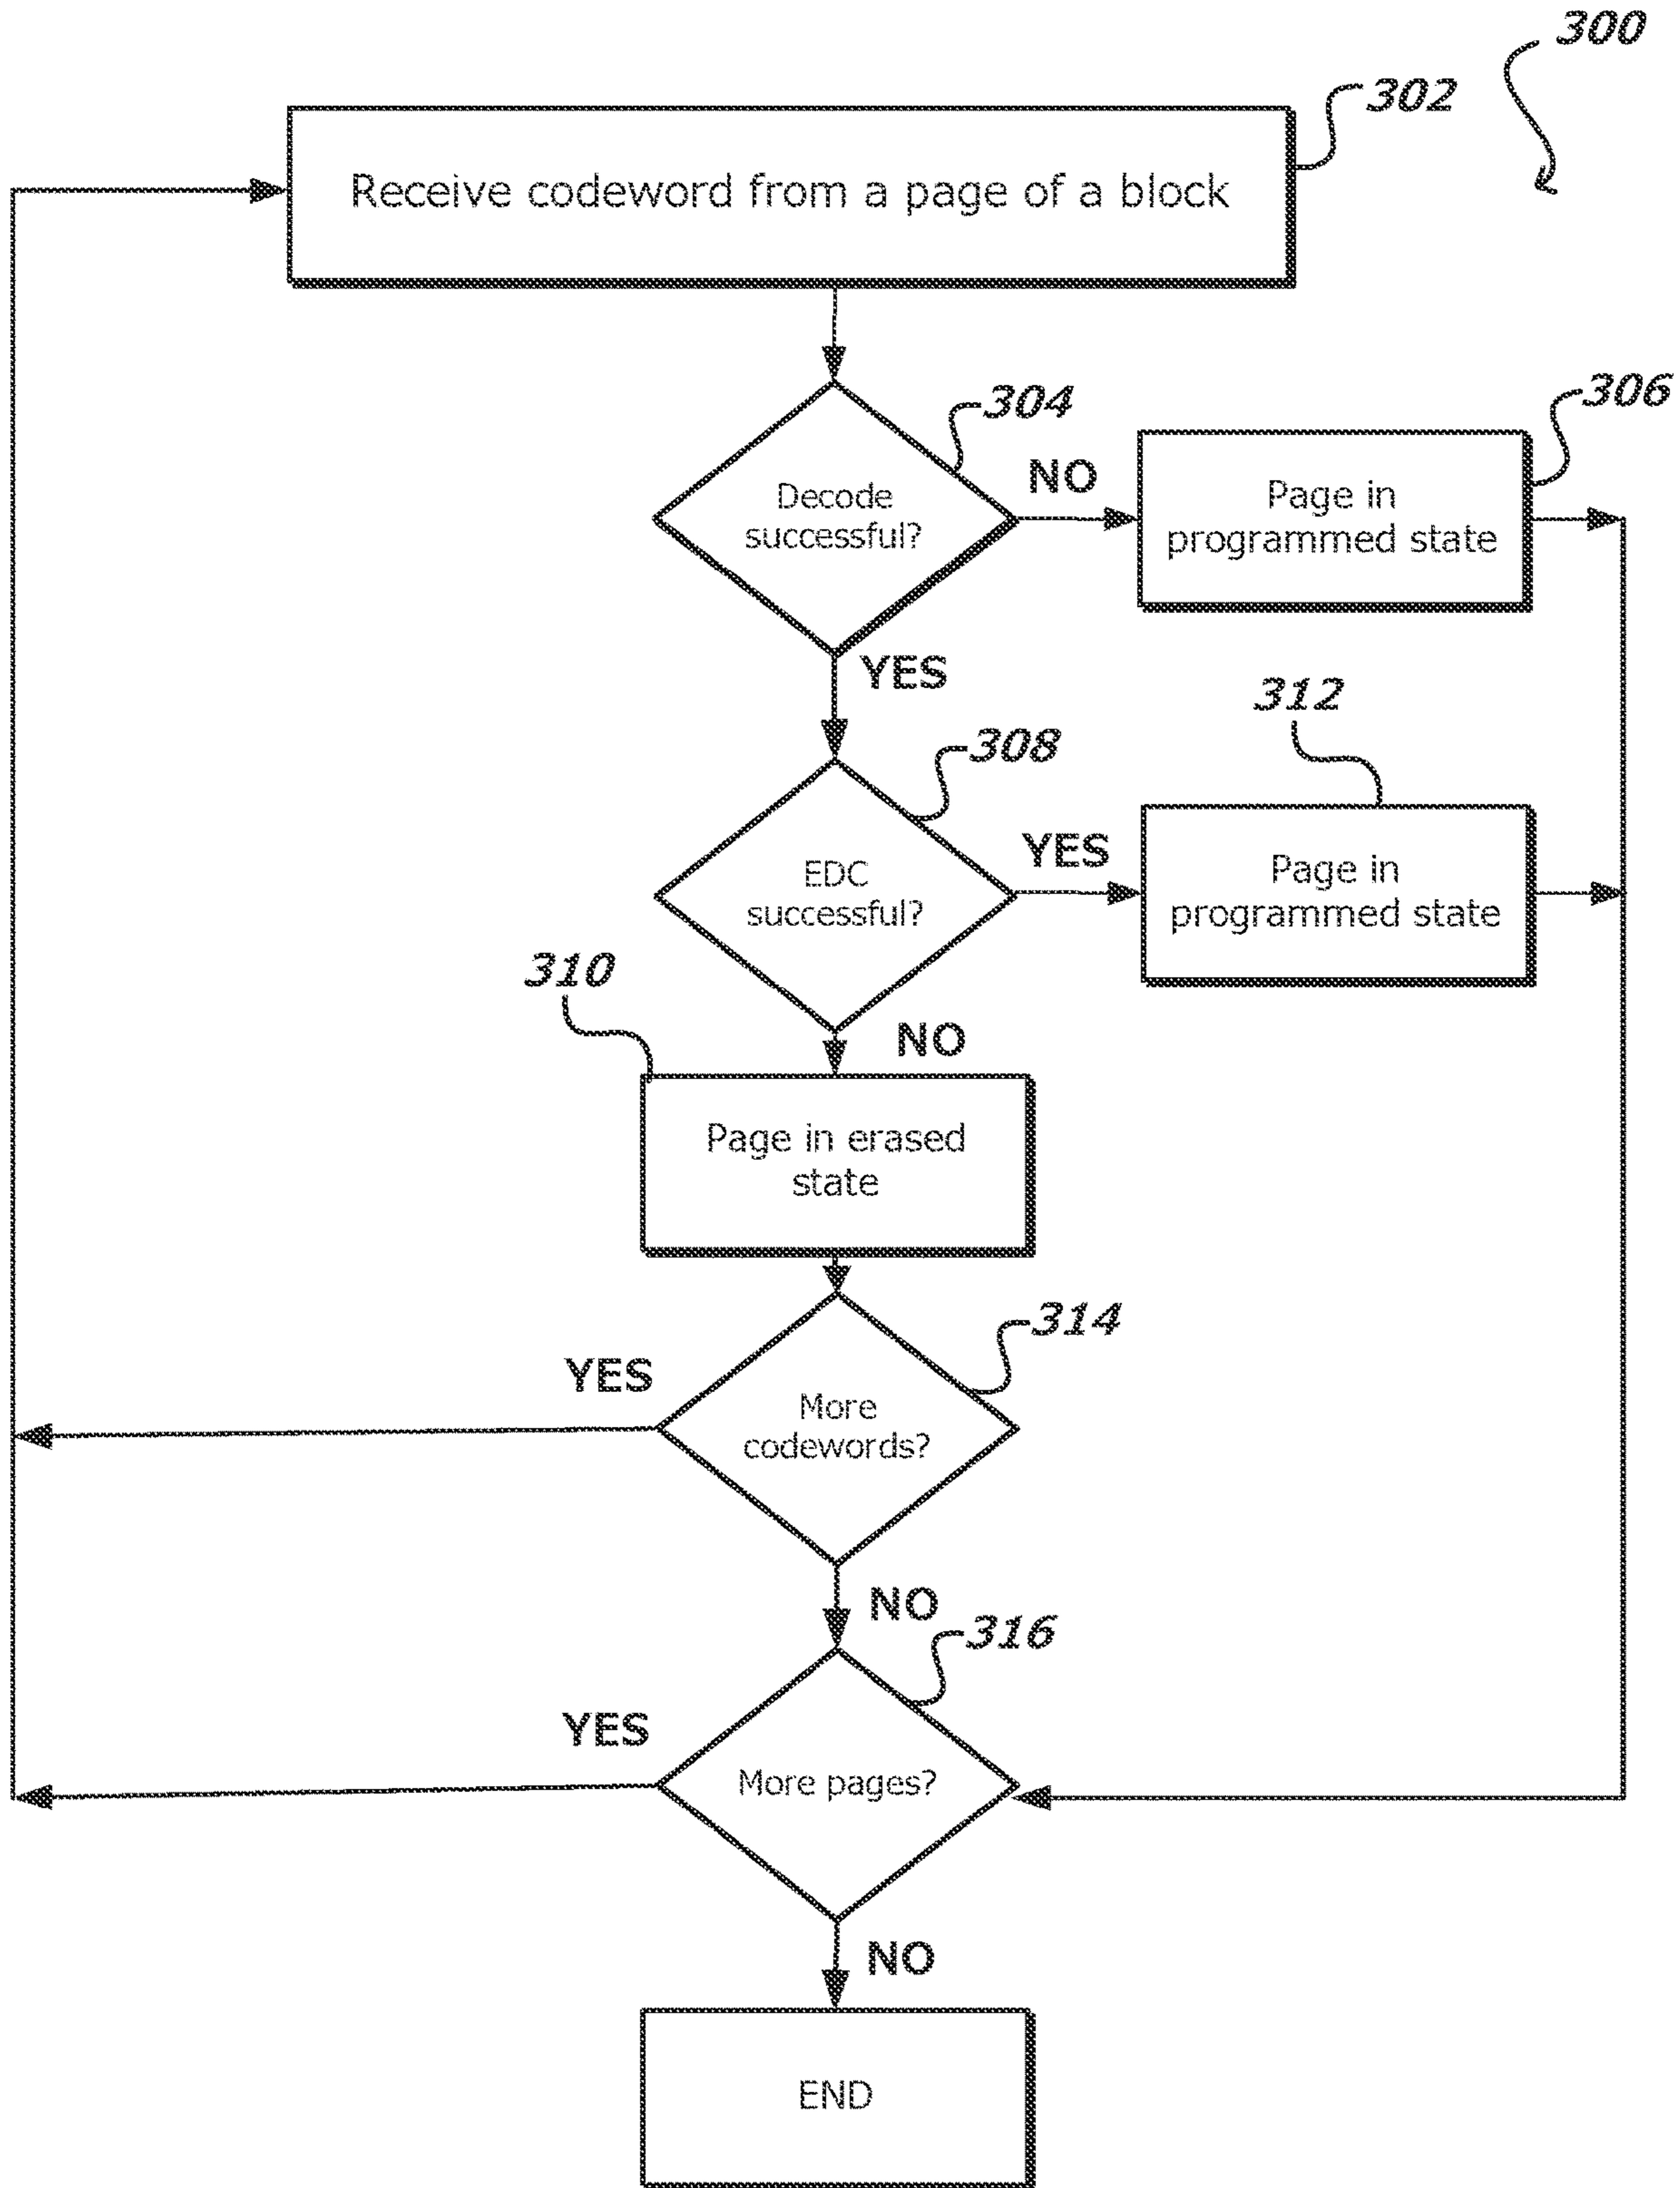 300
302
Receive codeword from a page of a block
304
306
Decode
successful?
NO
Page in
programmed state
YES
308
312
EDC
successful?
YES
Page in
programmed state
310
NO
Page in erased
state
314
YES
More
codewords?
NO
316
YES
More pages?
NO
END